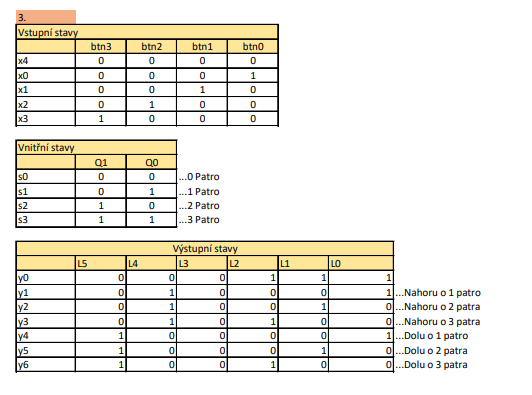 3.
Vstupní stavy
btn3 btn2 btn1 btn0
x4 0 0 0 0
x0 0 0 0 1
x1 0 0 1 0
x2 0 1 0 0
x3 1 0 0 0
Vnitřní stavy
Q1 Q0
s0 0 0 ...0 Patro
s1 0 1 ...1 Patro
s2 1 0 ...2 Patro
s3 1 1 ...3 Patro
Výstupní stavy
L5 L4 L3 L2 L1 L0
y0 0 0 0 1 1 1
y1 0 1 0 0 0 1 ...Nahoru o 1 patro
y2 0 1 0 0 1 0 ...Nahoru o 2 patra
y3 0 1 0 1 0 0 ...Nahoru o 3 patra
y4 1 0 0 0 0 1 ...Dolu o 1 patro
y5 1 0 0 0 1 0 ...Dolu o 2 patra
y6 1 0 0 1 0 0 ...Dolu o 3 patra